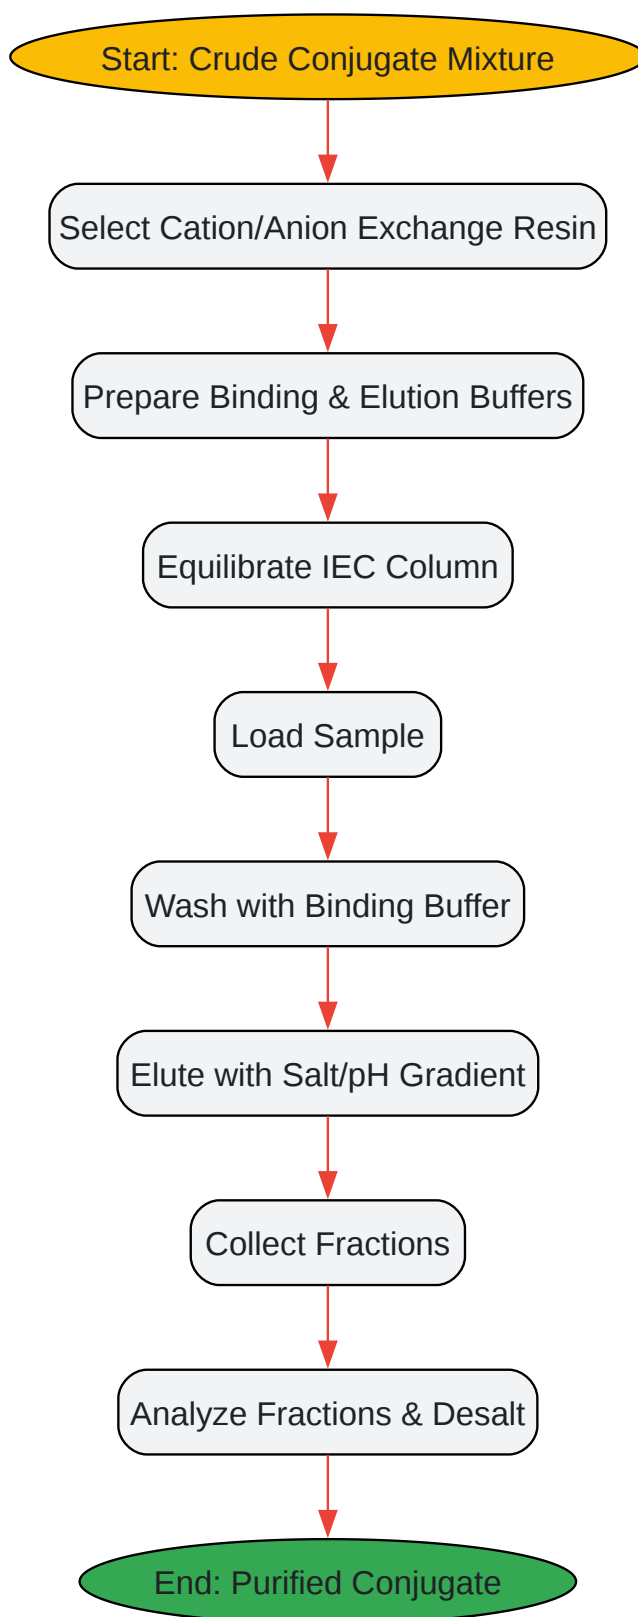 Start: Crude Conjugate Mixture
Select Cation/Anion Exchange Resin
Prepare Binding & Elution Buffers
Equilibrate IEC Column
Load Sample
Wash with Binding Buffer
Elute with Salt/pH Gradient
Collect Fractions
Analyze Fractions & Desalt
End: Purified Conjugate